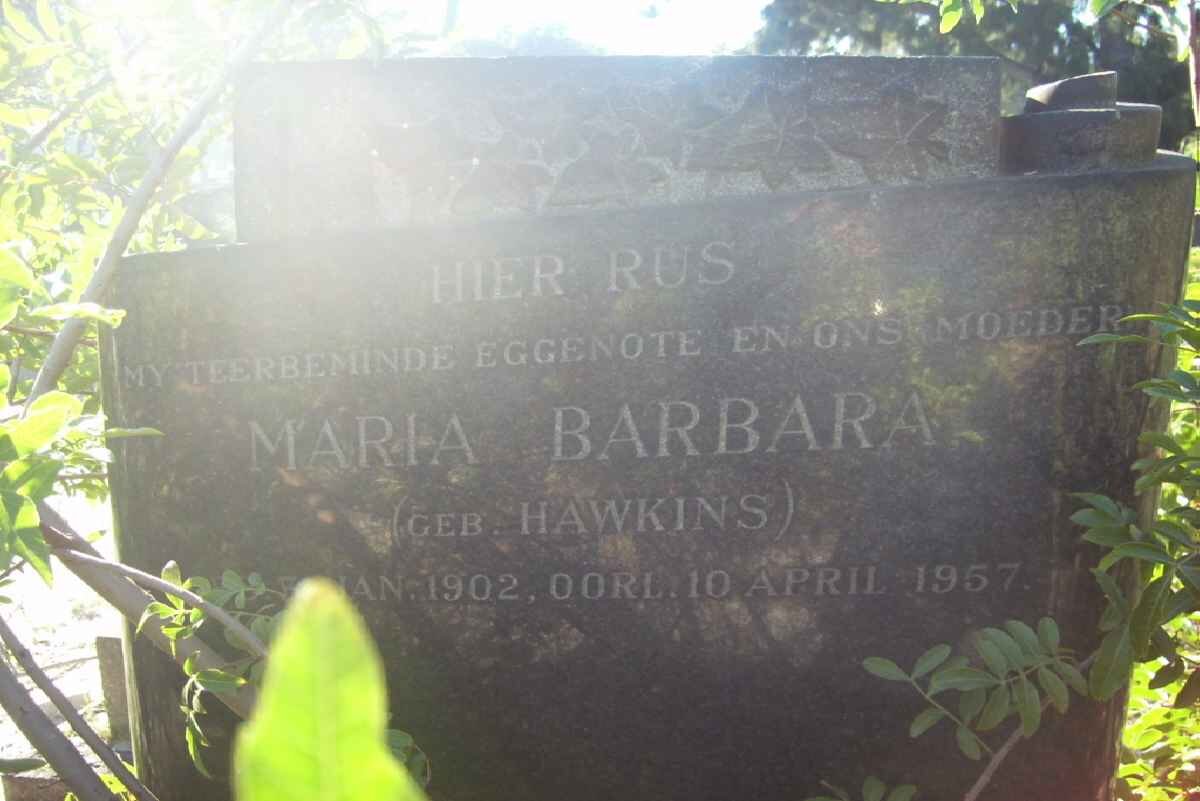 HIER RUS
MY TEERBEMINDE EGGENOTE EN ONS MOEDER
MARIA BARBARA
(GEB. HAWKINS)
JAN. 1902, OORL. 10 APRIL 1957.